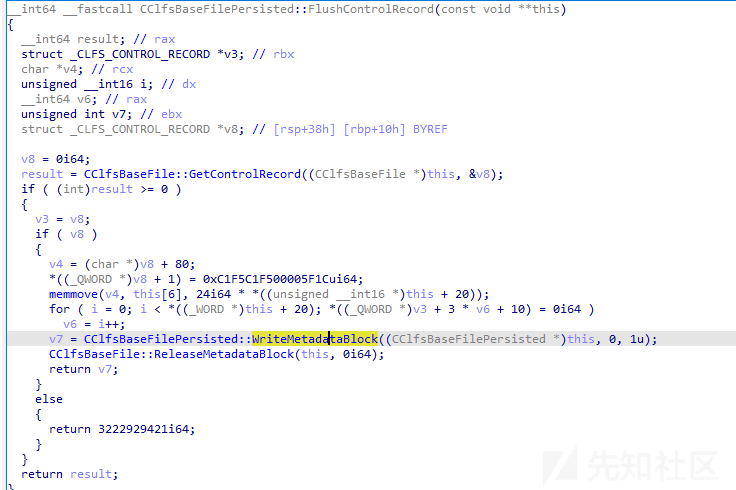 __int64 __fastcall CClfsBaseFilePersisted::FlushControlRecord(const void **this)
{
  __int64 result; // rax
  struct _CLFS_CONTROL_RECORD *v3; // rbx
  char *v4; // rcx
  unsigned __int16 i; // dx
  __int64 v6; // rax
  unsigned int v7; // ebx
  struct _CLFS_CONTROL_RECORD *v8; // [rsp+38h] [rbp+10h] BYREF

  v8 = 0i64;
  result = CClfsBaseFile::GetControlRecord((CClfsBaseFile *)this, &v8);
  if ( (int)result >= 0 )
  {
    v3 = v8;
    if ( v8 )
    {
      v4 = (char *)v8 + 80;
      *((_QWORD *)v8 + 1) = 0xC1F5C1F500005F1Cui64;
      memmove(v4, this[6], 24i64 * *((unsigned __int16 *)this + 20));
      for ( i = 0; i < *((_WORD *)this + 20); *((_QWORD *)v3 + 3 * v6 + 10) = 0i64 )
        v6 = i++;
      v7 = CClfsBaseFilePersisted::WriteMetadataBlock((CClfsBaseFilePersisted *)this, 0, 1u);
      CClfsBaseFile::ReleaseMetadataBlock(this, 0i64);
      return v7;
    }
    else
    {
      return 3222929421i64;
    }
  }
  return result;
}
先知社区